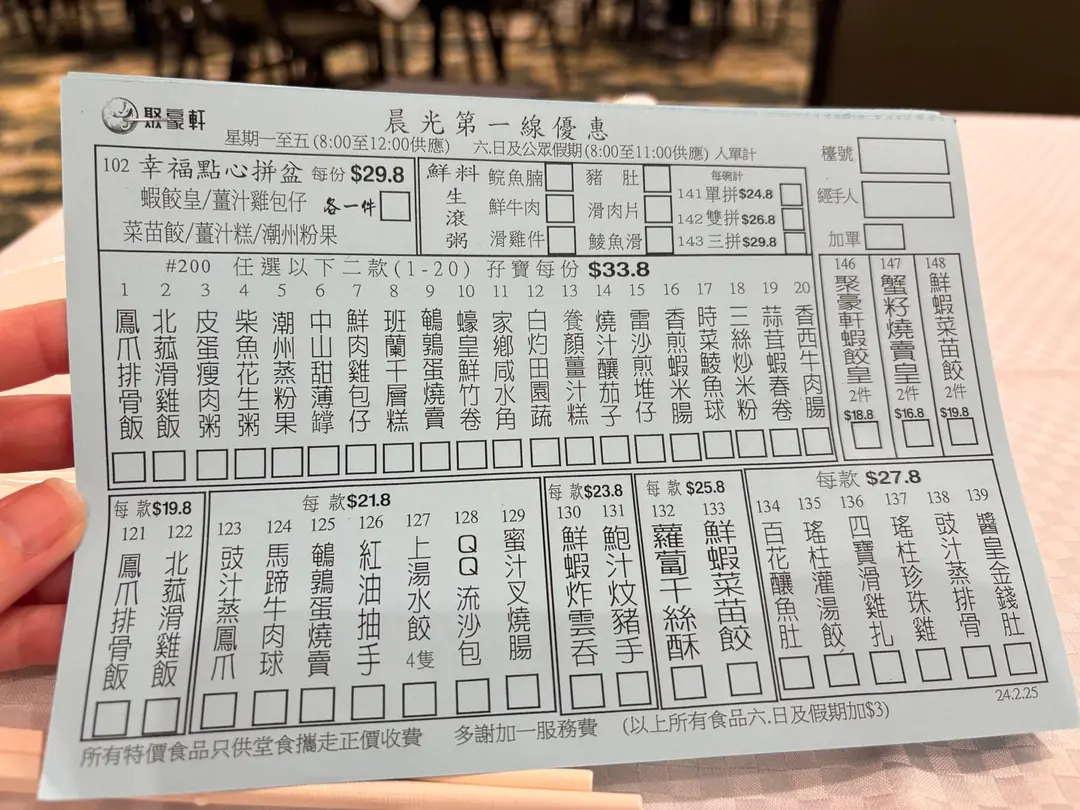 聚豪軒
晨光第一線優惠
星期一至五(8:00至12:00供應) 六.日及公眾假期(8:00至11:00供應) 入單計
檯號
經手人
加單
102 幸福點心拼盆 每份 $29.8
蝦餃皇/薑汁雞包仔 各一件
菜苗餃/薑汁糕/潮州粉果
鮮料生滾粥
鯇魚腩
鮮牛肉
滑雞件
豬肚
滑肉片
鯪魚滑
每碗計
141 單拼 $24.8
142 雙拼 $26.8
143 三拼 $29.8
#200 任選以下二款(1-20) 孖寶每份 $33.8
1 鳳爪排骨飯
2 北菰滑雞飯
3 皮蛋瘦肉粥
4 柴魚花生粥
5 潮州蒸粉果
6 中山甜薄鐣
7 鮮肉雞包仔
8 班蘭千層糕
9 鵪鶉蛋燒賣
10 蠔皇鮮竹卷
11 家鄉咸水角
12 白灼田園蔬
13 養顏薑汁糕
14 燒汁釀茄子
15 雷沙煎堆仔
16 香煎蝦米腸
17 時菜鯪魚球
18 三絲炒米粉
19 蒜茸蝦春卷
20 香西牛肉腸
146 聚豪軒蝦餃皇 2件 $18.8
147 蟹籽燒賣皇 2件 $16.8
148 鮮蝦菜苗餃 2件 $19.8
每款$19.8
121 鳳爪排骨飯
122 北菰滑雞飯
每款$21.8
123 豉汁蒸鳳爪
124 馬蹄牛肉球
125 鵪鶉蛋燒賣
126 紅油抽手
127 上湯水餃 4隻
128 QQ流沙包
129 蜜汁叉燒腸
每款$23.8
130 鮮蝦炸雲吞
131 鮑汁炆豬手
每款 $25.8
132 蘿蔔千絲酥
133 鮮蝦菜苗餃
每款 $27.8
134 百花釀魚肚
135 瑤柱灌湯餃
136 四寶滑雞扎
137 瑤柱珍珠雞
138 豉汁蒸排骨
139 醬皇金錢肚
24.2.25
所有特價食品只供堂食攜走正價收費 多謝加一服務費 (以上所有食品六.日及假期加$3)